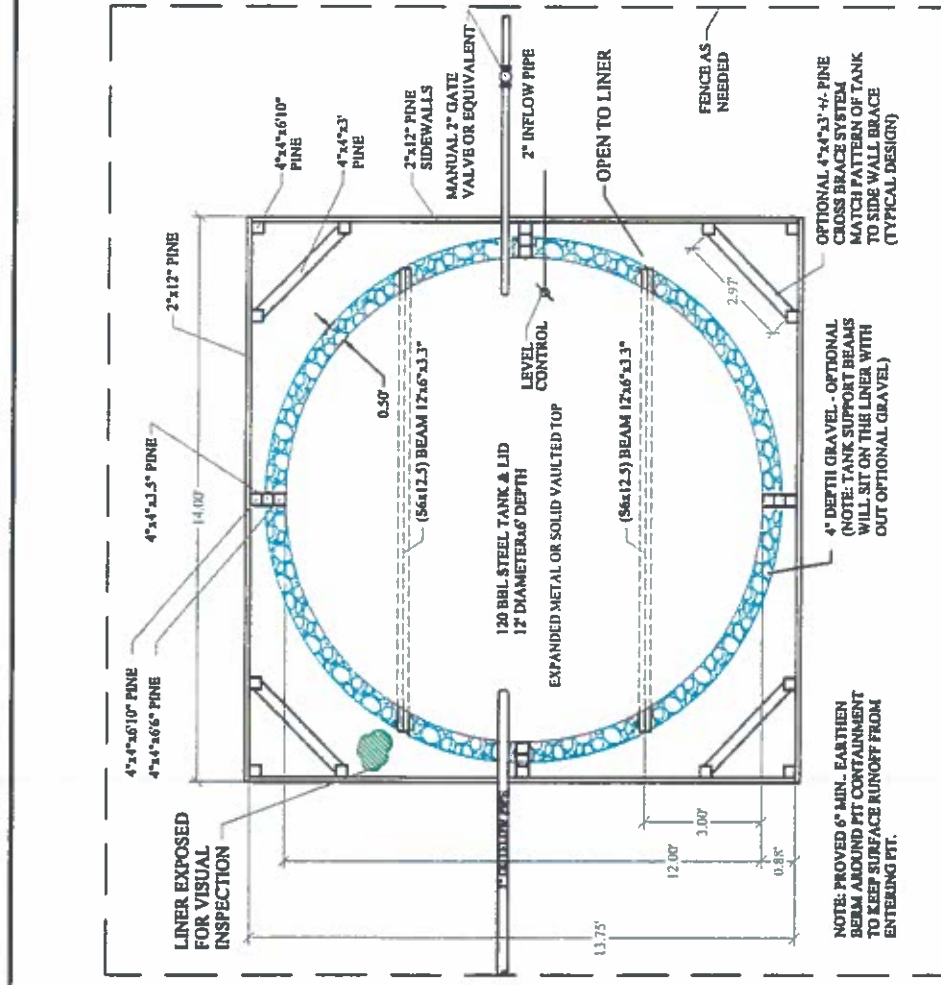 4"x4"x6'10" PINE
4"x4"x6'6" PINE
4"x4"x3.5" PINE
2"x12" PINE
4"x4"x6'10"
PINE
4"x4"x3'
PINE
2"x12" PINE
SIDEWALLS
MANUAL 2" GATE
VALVE OR EQUIVALENT
2" INFLOW PIPE
OPEN TO LINER
FENCE AS
NEEDED
LINER EXPOSED
FOR VISUAL
INSPECTION
14.00'
0.50'
(S6x12.5) BEAM 12'x6"x3.3"
120 BBL STEEL TANK & LID
12' DIAMETERx6' DEPTH
EXPANDED METAL OR SOLID VAULTED TOP
LEVEL
CONTROL
(S6x12.5) BEAM 12'x6"x3.3"
2.97'
3.00'
12.00'
0.88'
13.75'
OPTIONAL 4"x4"x3'+/- PINE
CROSS BRACE SYSTEM
MATCH PATTERN OF TANK
TO SIDE WALL BRACE
(TYPICAL DESIGN)
4" DEPTH GRAVEL - OPTIONAL
(NOTE: TANK SUPPORT BEAMS
WILL SIT ON THE LINER WITH
OUT OPTIONAL GRAVEL)
NOTE: PROVED 6" MIN.. EARTHEN
BERM AROUND PIT CONTAINMENT
TO KEEP SURFACE RUNOFF FROM
ENTERING PIT.